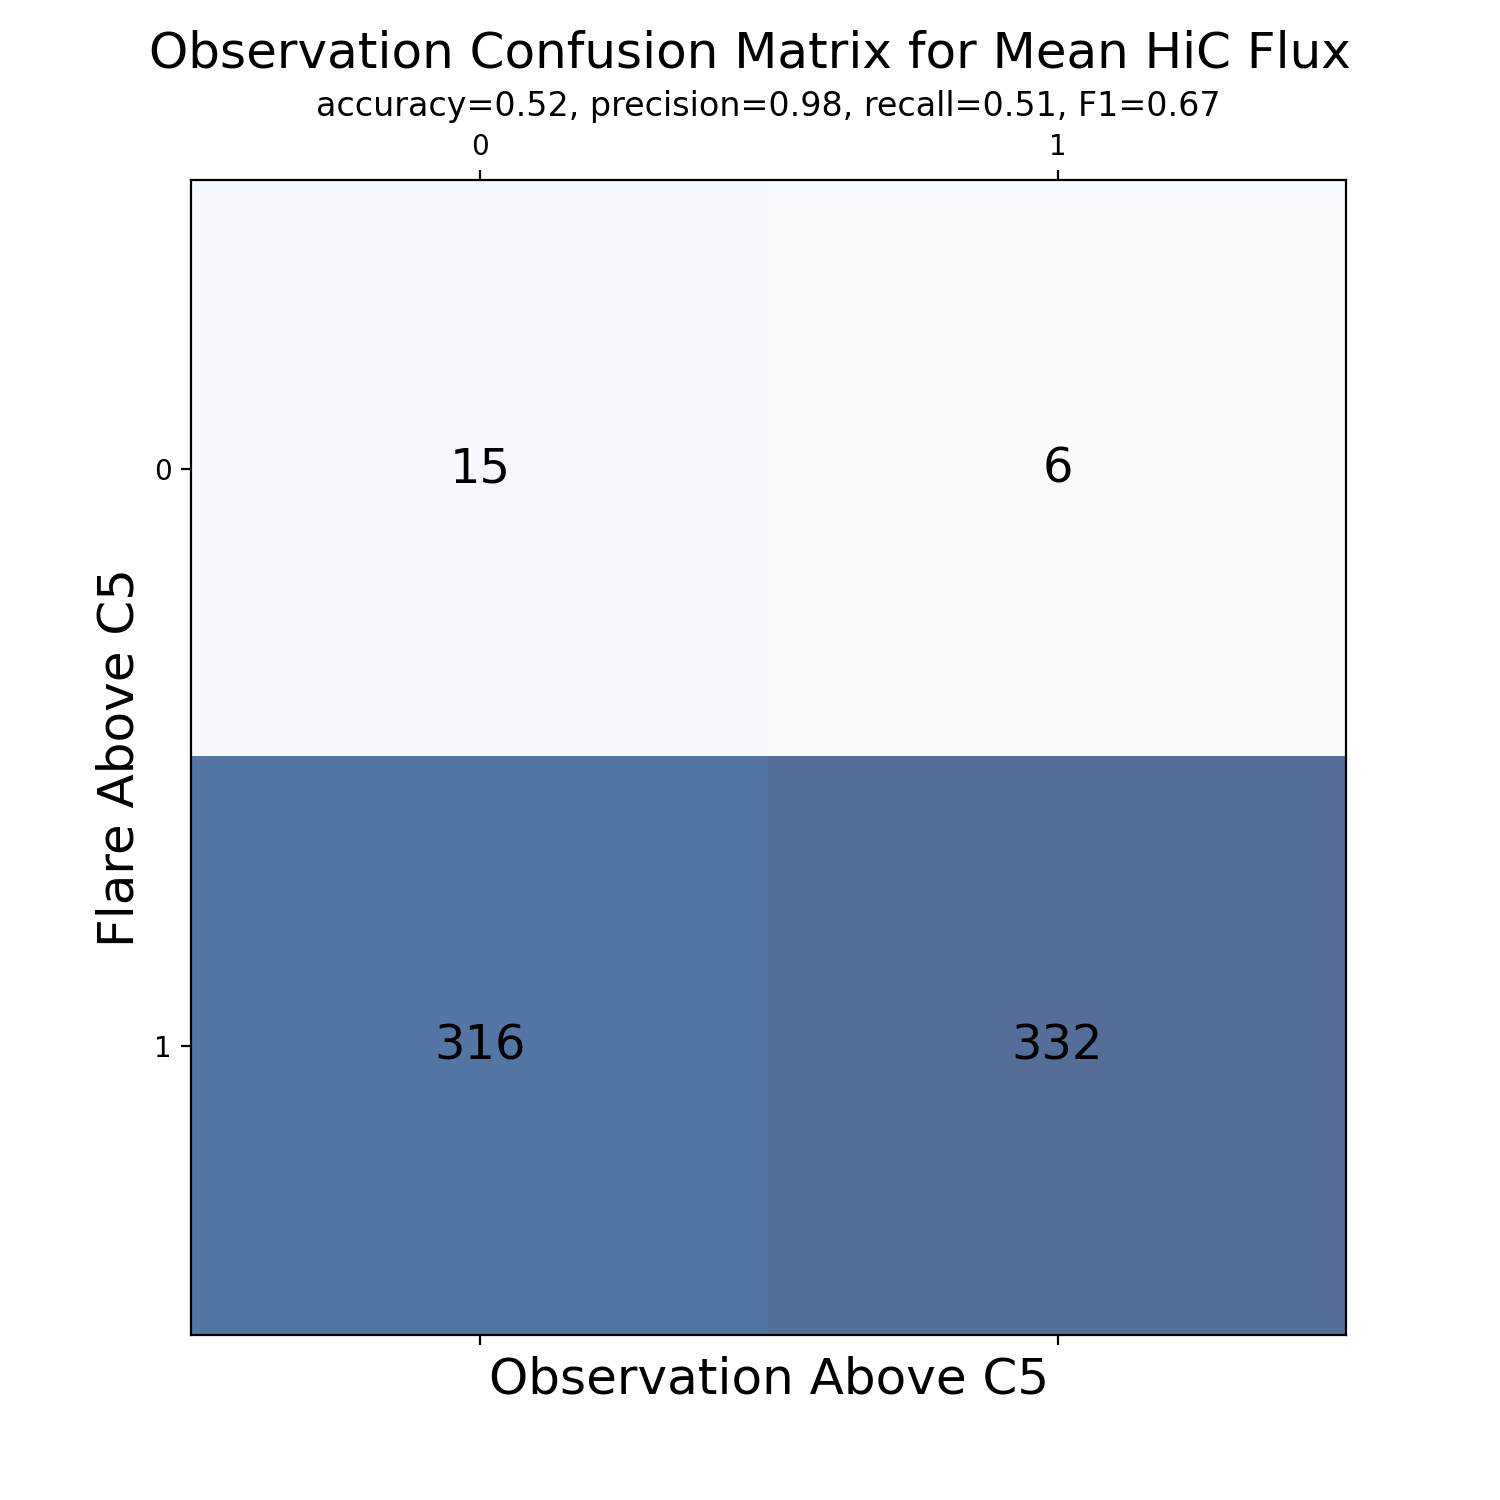 Observation Confusion Matrix for Mean HiC Flux
accuracy=0.52, precision=0.98, recall=0.51, F1=0.67
0 1
0 15 6
Flare Above C5
1 316 332
Observation Above C5